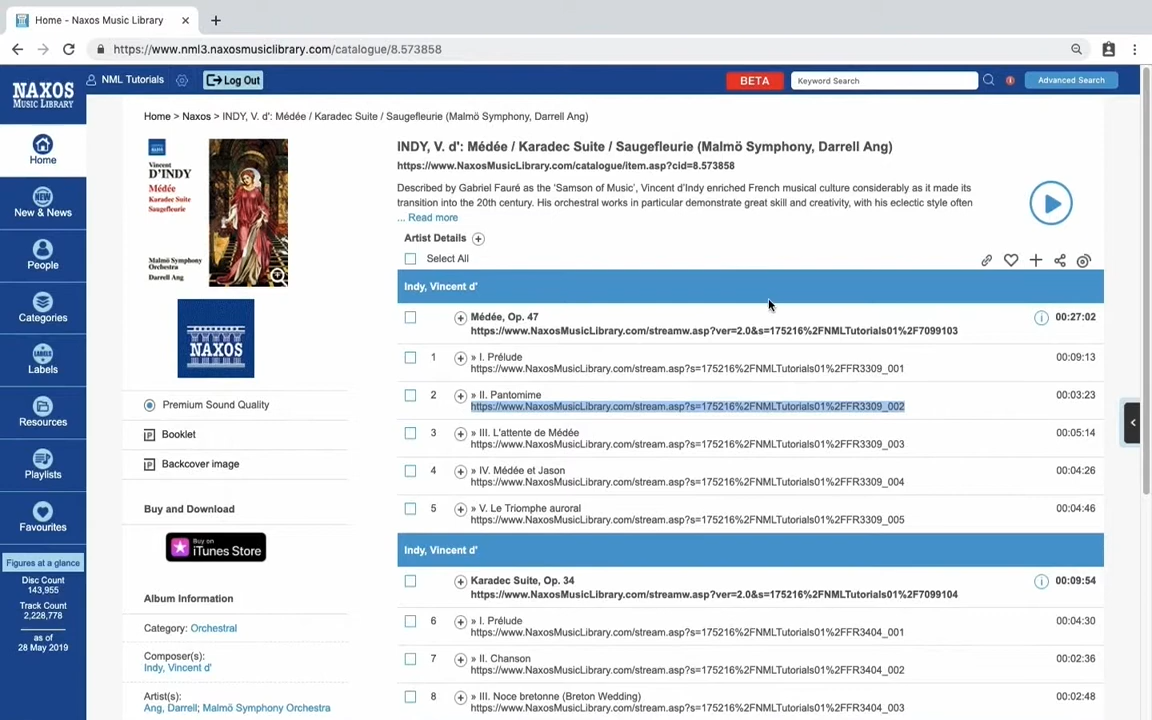 Home - Naxos Music Library
https://www.nml3.naxosmusiclibrary.com/catalogue/8.573858
NAXOS
MUSIC LIBRARY
NML Tutorials
Log Out
BETA
Keyword Search
Advanced Search
Home
New & News
People
Categories
LABELS
Labels
Resources
Playlists
Favourites
Figures at a glance
Disc Count
143,955
Track Count
2,228,778
as of
28 May 2019
Home > Naxos > INDY, V. d': Médée / Karadec Suite / Saugefleurie (Malmö Symphony, Darrell Ang)
Vincent
D'INDY
Médée
Karadec Suite
Saugefleurie
Malmö Symphony
Orchestra
Darrell Ang
NAXOS
Premium Sound Quality
Booklet
Backcover image
Buy and Download
Buy on
iTunes Store
Album Information
Category: Orchestral
Composer(s):
Indy, Vincent d'
Artist(s):
Ang, Darrell; Malmö Symphony Orchestra
INDY, V. d': Médée / Karadec Suite / Saugefleurie (Malmö Symphony, Darrell Ang)
https://www.NaxosMusicLibrary.com/catalogue/item.asp?cid=8.573858
Described by Gabriel Fauré as the 'Samson of Music', Vincent d'Indy enriched French musical culture considerably as it made its
transition into the 20th century. His orchestral works in particular demonstrate great skill and creativity, with his eclectic style often
... Read more
Artist Details
Select All
Indy, Vincent d'
Médée, Op. 47 00:27:02
https://www.NaxosMusicLibrary.com/streamw.asp?ver=2.0&s=175216%2FNMLTutorials01%2F7099103
1 » I. Prélude 00:09:13
https://www.NaxosMusicLibrary.com/stream.asp?s=175216%2FNMLTutorials01%2FFR3309_001
2 » II. Pantomime 00:03:23
https://www.NaxosMusicLibrary.com/stream.asp?s=175216%2FNMLTutorials01%2FFR3309_002
3 » III. L'attente de Médée 00:05:14
https://www.NaxosMusicLibrary.com/stream.asp?s=175216%2FNMLTutorials01%2FFR3309_003
4 » IV. Médée et Jason 00:04:26
https://www.NaxosMusicLibrary.com/stream.asp?s=175216%2FNMLTutorials01%2FFR3309_004
5 » V. Le Triomphe auroral 00:04:46
https://www.NaxosMusicLibrary.com/stream.asp?s=175216%2FNMLTutorials01%2FFR3309_005
Indy, Vincent d'
Karadec Suite, Op. 34 00:09:54
https://www.NaxosMusicLibrary.com/streamw.asp?ver=2.0&s=175216%2FNMLTutorials01%2F7099104
6 » I. Prélude 00:04:30
https://www.NaxosMusicLibrary.com/stream.asp?s=175216%2FNMLTutorials01%2FFR3404_001
7 » II. Chanson 00:02:36
https://www.NaxosMusicLibrary.com/stream.asp?s=175216%2FNMLTutorials01%2FFR3404_002
8 » III. Noce bretonne (Breton Wedding) 00:02:48
https://www.NaxosMusicLibrary.com/stream.asp?s=175216%2FNMLTutorials01%2FFR3404_003